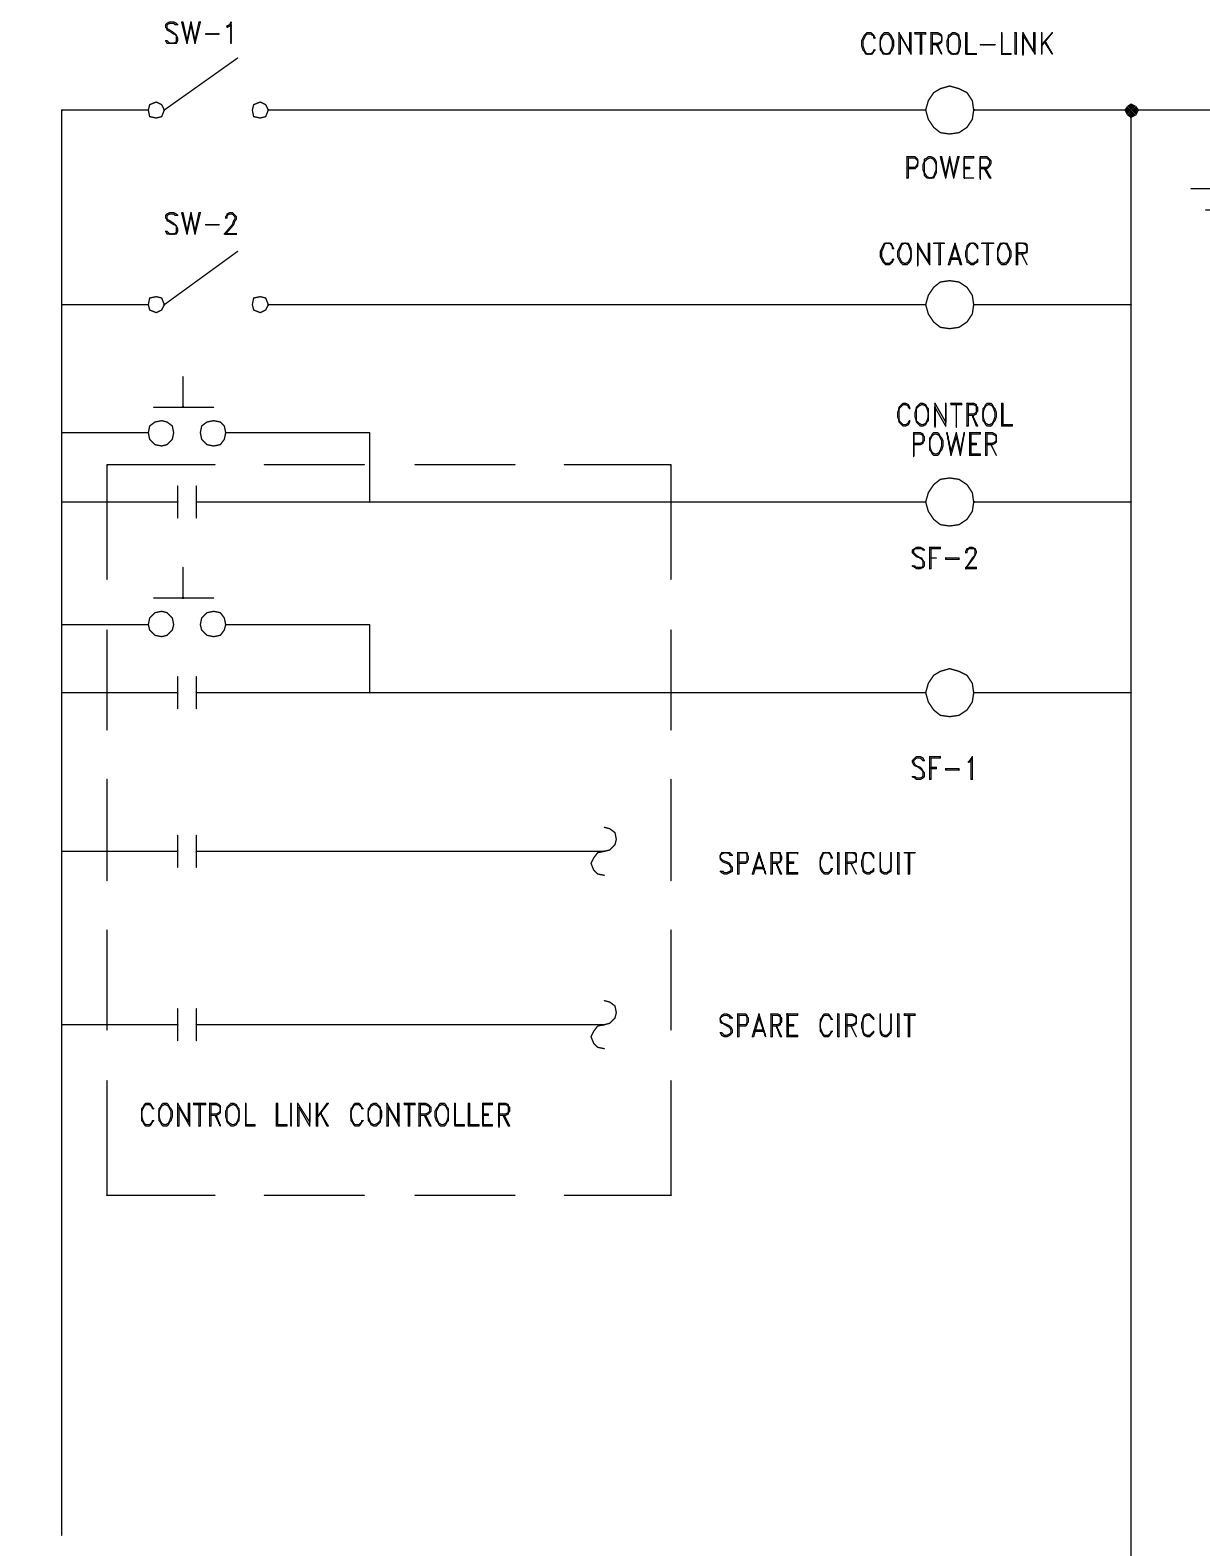 SW-1
CONTROL-LINK
POWER
SW-2
CONTACTOR
CONTROL
POWER
SF-2
SF-1
SPARE CIRCUIT
SPARE CIRCUIT
CONTROL LINK CONTROLLER